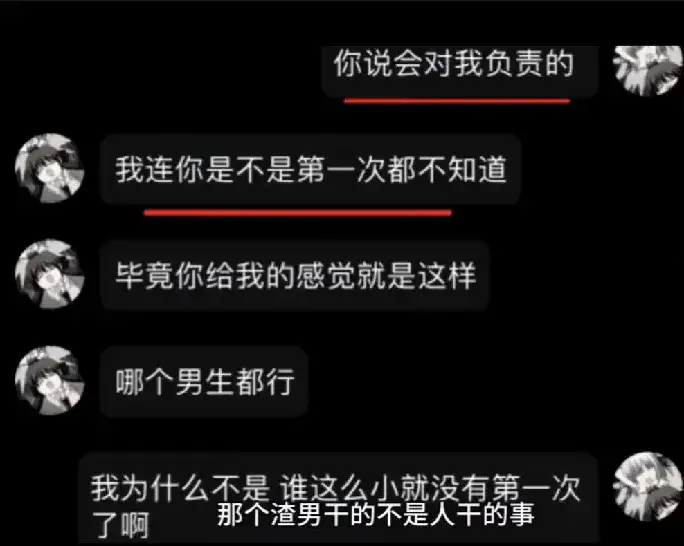 你说会对我负责的
我连你是不是第一次都不知道
毕竟你给我的感觉就是这样
哪个男生都行
我为什么不是 谁这么小就没有第一次
了啊
那个渣男干的不是人干的事